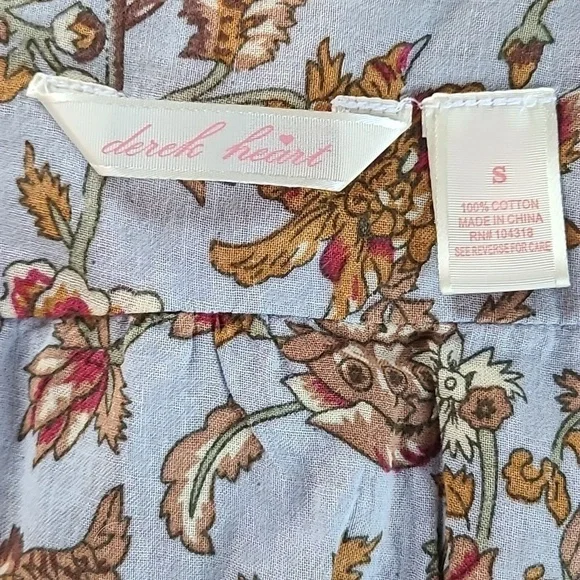 derek heart
S
100% COTTON
MADE IN CHINA
RN# 104318
SEE REVERSE FOR CARE